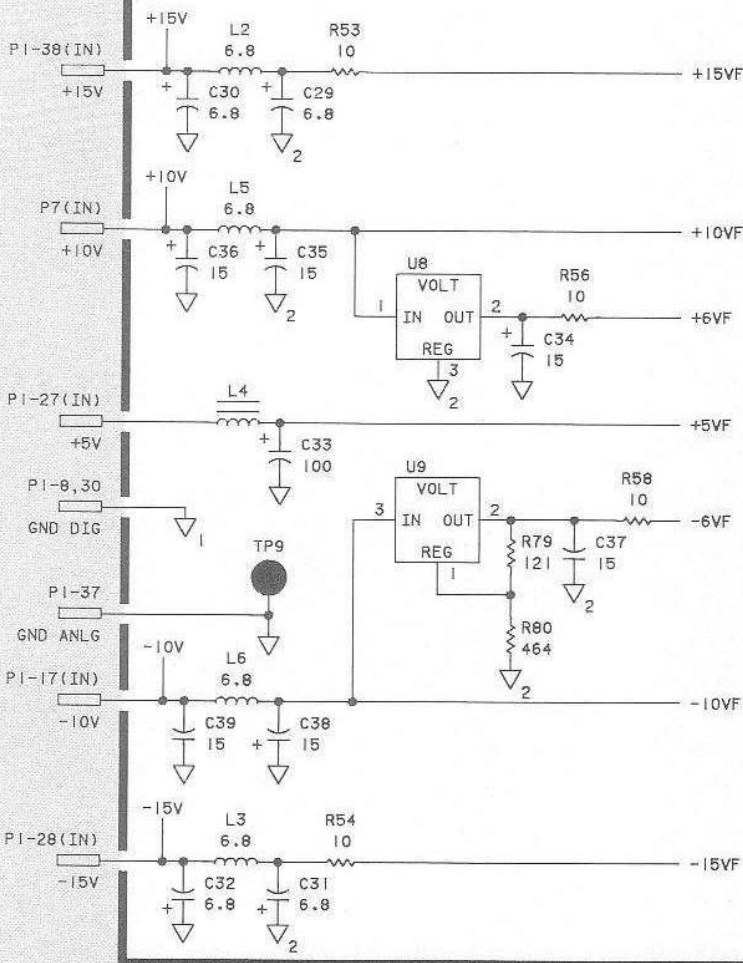 +15V
P1-38(IN)
+15V
L2
6.8
R53
10
+15VF
+
C30
6.8
+
C29
6.8
2
+10V
P7(IN)
+10V
L5
6.8
+10VF
+
C36
15
+
C35
15
2
U8
VOLT
1
IN OUT
2
REG
3
2
R56
10
+6VF
+
C34
15
P1-27(IN)
+5V
L4
+5VF
+
C33
100
P1-8,30
GND DIG
1
U9
VOLT
3
IN OUT
2
REG
1
R58
10
-6VF
R79
121
C37
15
2
R80
464
2
TP9
P1-37
GND ANLG
-10V
P1-17(IN)
-10V
L6
6.8
-10VF
C39
15
+
C38
15
-15V
P1-28(IN)
-15V
L3
6.8
R54
10
-15VF
+
C32
6.8
+
C31
6.8
2